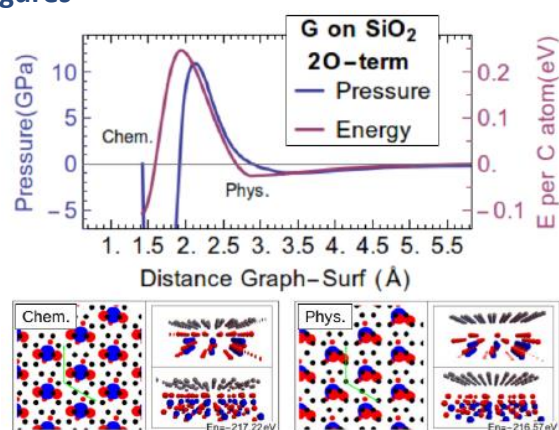 G on SiO₂
2O-term
Pressure
Energy
Pressure(GPa)
10
5
0
-5
Chem.
Phys.
0.2
0.1
0.
-0.1
E per C atom(eV)
1. 1.5 2. 2.5 3. 3.5 4. 4.5 5. 5.5
Distance Graph-Surf (Å)
Chem.
En=-217.22eV
Phys.
En=-216.57eV